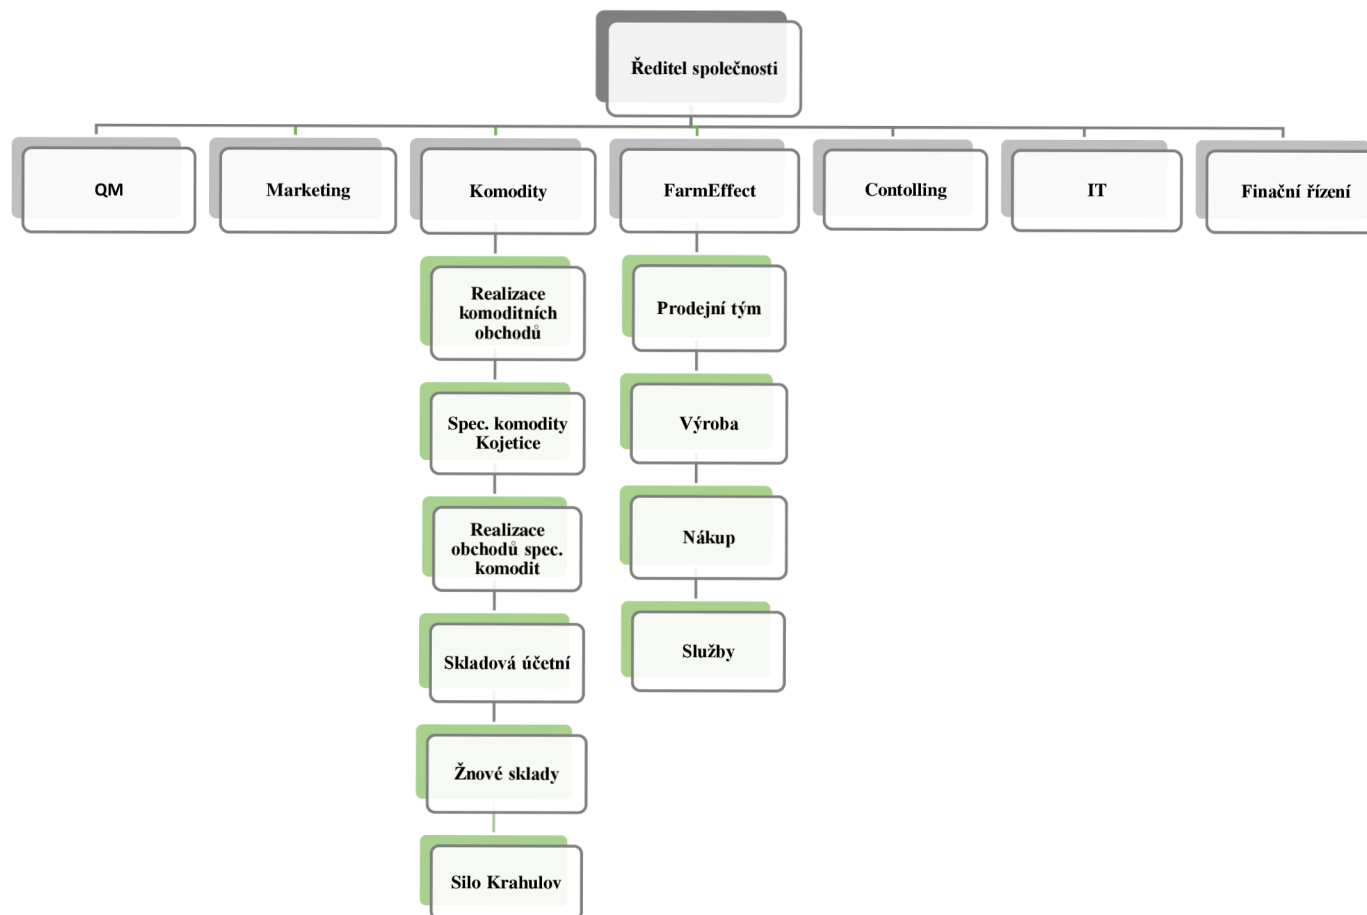 Ředitel společnosti
QM
Marketing
Komodity
FarmEffect
Contolling
IT
Finační řízení
Realizace
komoditních
obchodů
Spec. komodity
Kojetice
Realizace
obchodů spec.
komodit
Skladová účetní
Žnové sklady
Silo Krahulov
Prodejní tým
Výroba
Nákup
Služby